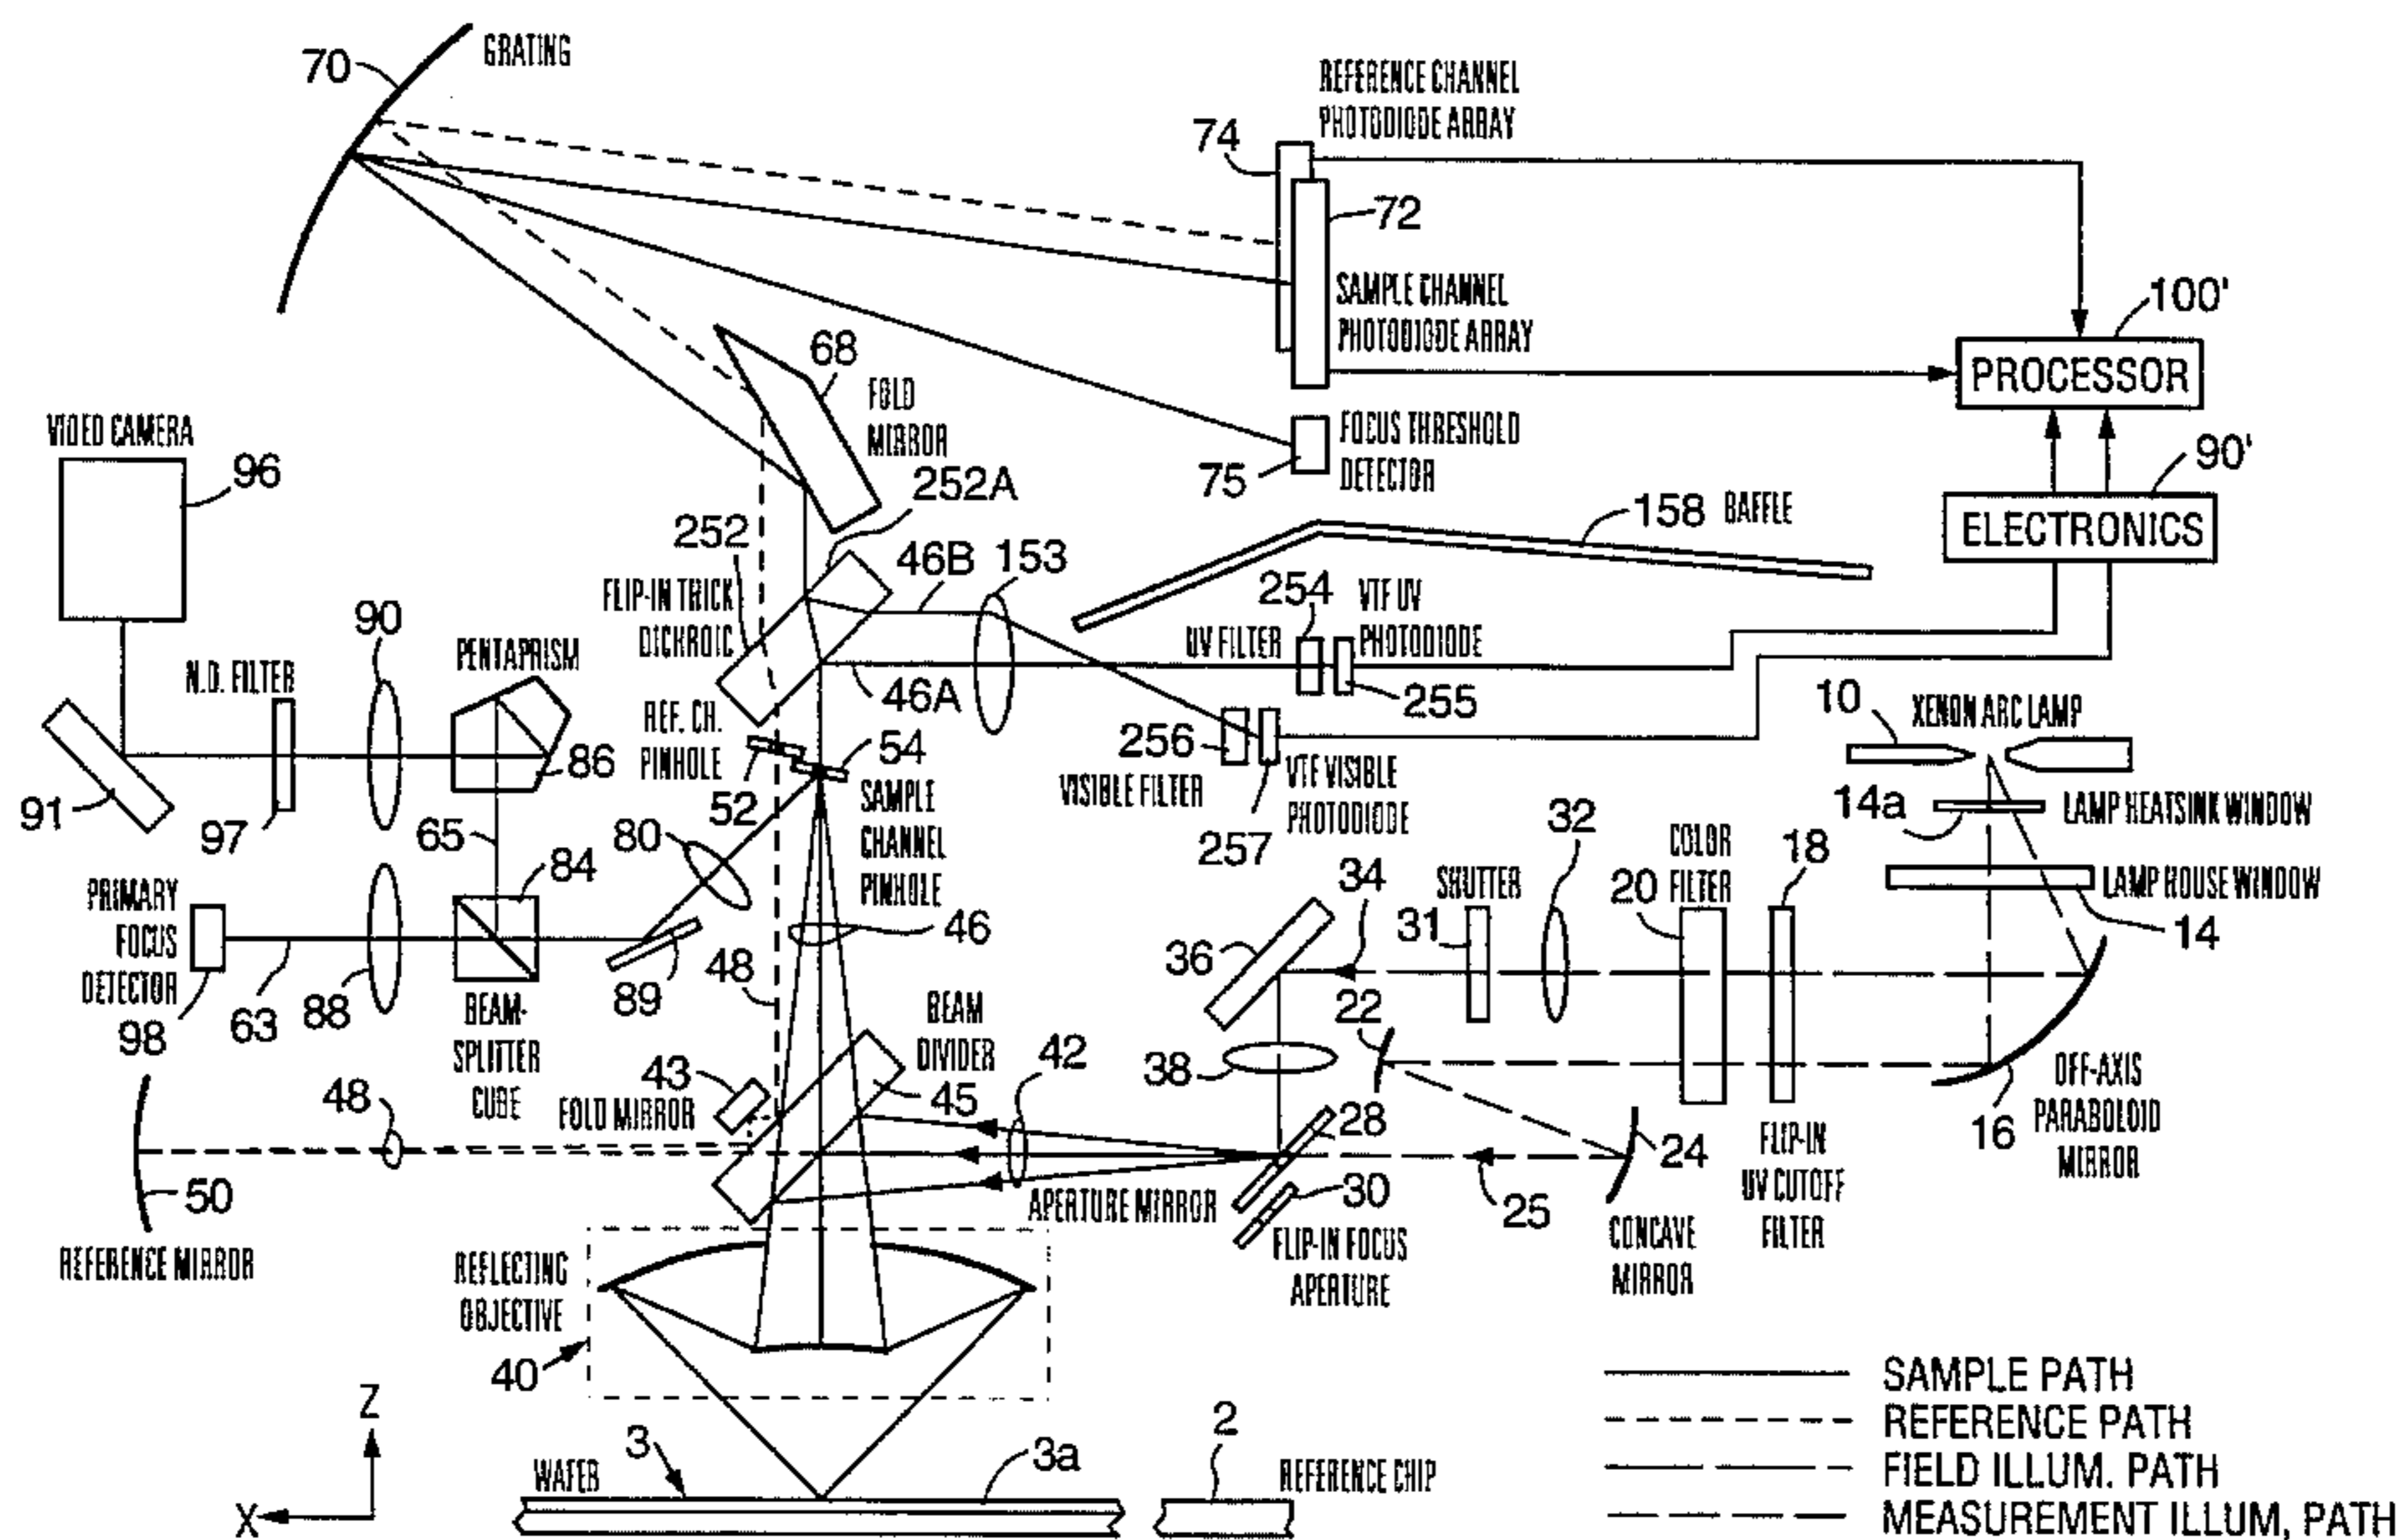 70
GRATING
REFERENCE CHANNEL
PHOTODIODE ARRAY
74
72
SAMPLE CHANNEL
PHOTODIODE ARRAY
100'
PROCESSOR
68
FOLD
MIRROR
FOCUS THRESHOLD
DETECTOR
75
90'
ELECTRONICS
VIDEO CAMERA
96
252A
252
46B
153
158 BAFFLE
FLIP-IN TRICK
DICKROIC
254
VTF UV
PHOTODIODE
UV FILTER
255
46A
90
PENTAPRISM
N.D. FILTER
REF. CH.
PINHOLE
54
52
86
91
97
65
256
VISIBLE FILTER
VTF VISIBLE
PHOTODIODE
257
10
XENON ARC LAMP
14a
LAMP HEATSINK WINDOW
LAMP HOUSE WINDOW
14
SAMPLE
CHANNEL
PINHOLE
80
84
PRIMARY
FOCUS
DETECTOR
98
63
88
BEAM-
SPLITTER
CUBE
89
48
46
34
SHUTTER
32
COLOR
FILTER
20
18
31
36
22
BEAM
DIVIDER
42
43
FOLD MIRROR
45
38
28
24
16
OFF-AXIS
PARABOLOID
MIRROR
FLIP-IN
UV CUTOFF
FILTER
48
50
REFERENCE MIRROR
APERTURE MIRROR
30
25
FLIP-IN FOCUS
APERTURE
CONCAVE
MIRROR
REFLECTING
OBJECTIVE
40
Z
X
WAFER
3
3a
2
REFERENCE CHIP
SAMPLE PATH
REFERENCE PATH
FIELD ILLUM. PATH
MEASUREMENT ILLUM, PATH